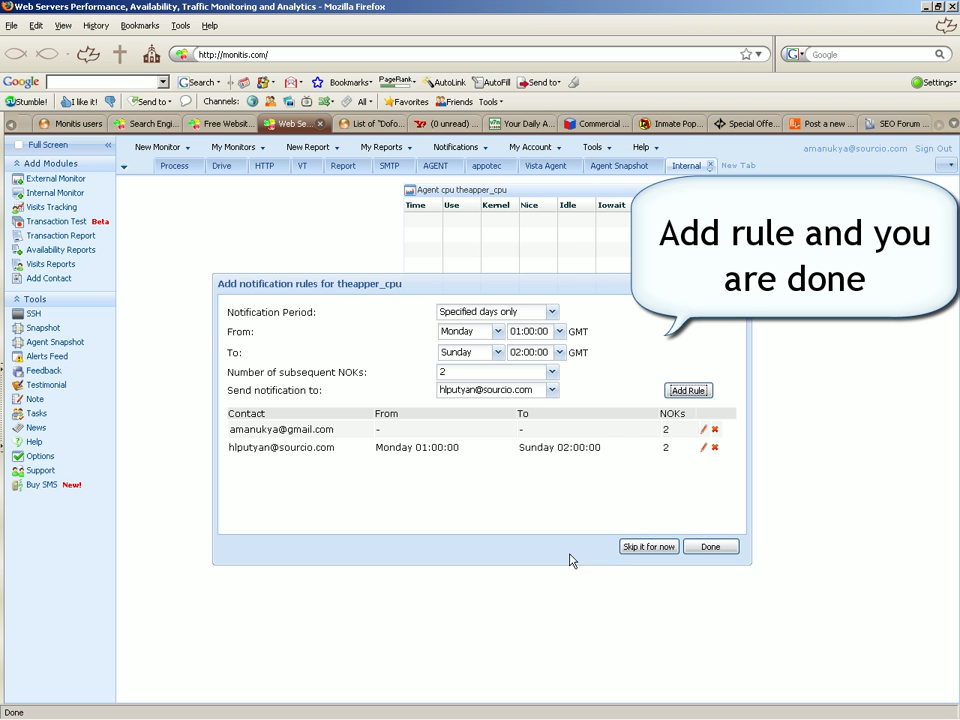 Web Servers Performance, Availability, Traffic Monitoring and Analytics - Mozilla Firefox
File Edit View History Bookmarks Tools Help
http://monitis.com/ Google
Google Search Bookmarks PageRank AutoLink AutoFill Send to Settings
StumbleUpon! I like it! Send to Channels: All Favorites Friends Tools
Monitis users Search Engi... Free Websit... Web Se... List of "Dofo... (0 unread) ... Your Daily A... Commercial ... Inmate Pop... Special Offe... Post a new ... SEO Forum ...
Full Screen New Monitor My Monitors New Report My Reports Notifications My Account Tools Help amanukya@sourcio.com Sign Out
Process Drive HTTP VT Report SMTP AGENT appotec Vista Agent Agent Snapshot Internal New Tab
Add Modules
External Monitor
Internal Monitor
Visits Tracking
Transaction Test Beta
Transaction Report
Availability Reports
Visits Reports
Add Contact
Tools
SSH
Snapshot
Agent Snapshot
Alerts Feed
Feedback
Testimonial
Note
Tasks
News
Help
Options
Support
Buy SMS New!
Agent cpu theapper_cpu
Time Use Kernel Nice Idle Iowait
Add rule and you
are done
Add notification rules for theapper_cpu
Notification Period: Specified days only
From: Monday 01:00:00 GMT
To: Sunday 02:00:00 GMT
Number of subsequent NOKs: 2
Send notification to: hlputyan@sourcio.com Add Rule
Contact From To NOKs
amanukya@gmail.com - - 2
hlputyan@sourcio.com Monday 01:00:00 Sunday 02:00:00 2
Skip it for now Done
Done